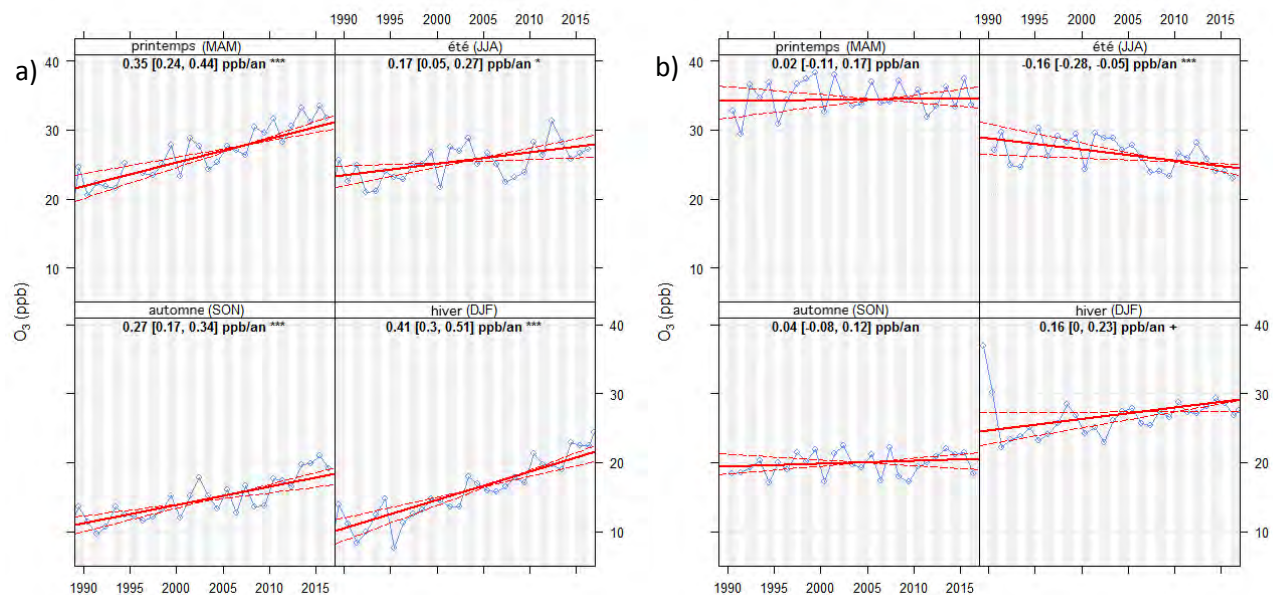 1990 2000 2010
1995 2005 2015
a)
printemps (MAM)
0.35 [0.24, 0.44] ppb/an ***
été (JJA)
0.17 [0.05, 0.27] ppb/an *
40
30
20
10
automne (SON)
0.27 [0.17, 0.34] ppb/an ***
hiver (DJF)
0.41 [0.3, 0.51] ppb/an ***
40
30
20
10
O3 (ppb)
1990 2000 2010
1995 2005 2015
1990 2000 2010
1995 2005 2015
b)
printemps (MAM)
0.02 [-0.11, 0.17] ppb/an
été (JJA)
-0.16 [-0.28, -0.05] ppb/an ***
40
30
20
10
automne (SON)
0.04 [-0.08, 0.12] ppb/an
hiver (DJF)
0.16 [0, 0.23] ppb/an +
40
30
20
10
O3 (ppb)
1990 2000 2010
1995 2005 2015